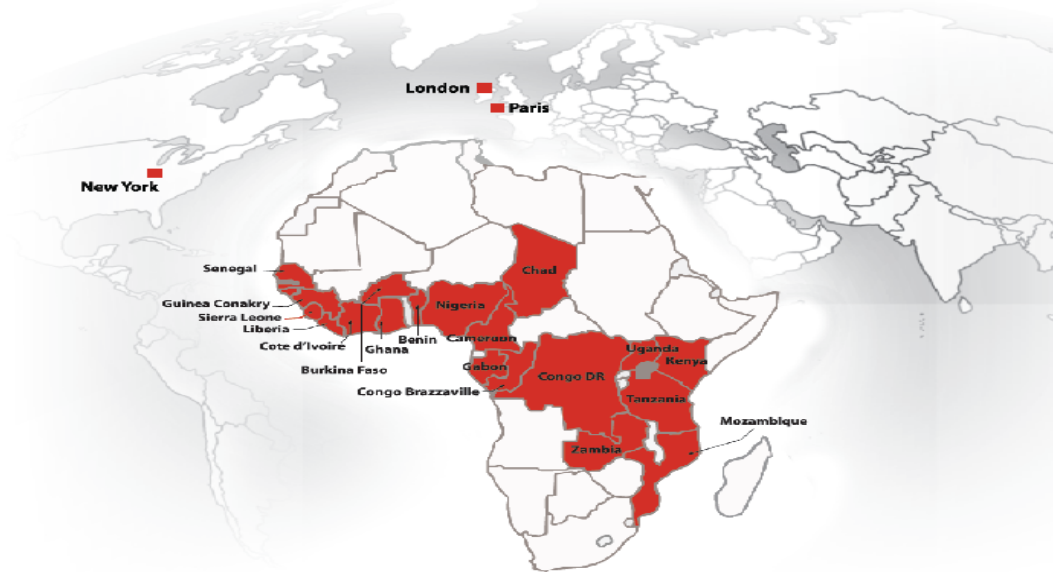 London
Paris
New York
Senegal
Chad
Guinea Conakry
Nigeria
Sierra Leone
Liberia
Cote d'Ivoire
Ghana
Benin
Cameroun
Burkina Faso
Uganda
Kenya
Gabon
Congo DR
Congo Brazzaville
Tanzania
Mozambique
Zambia